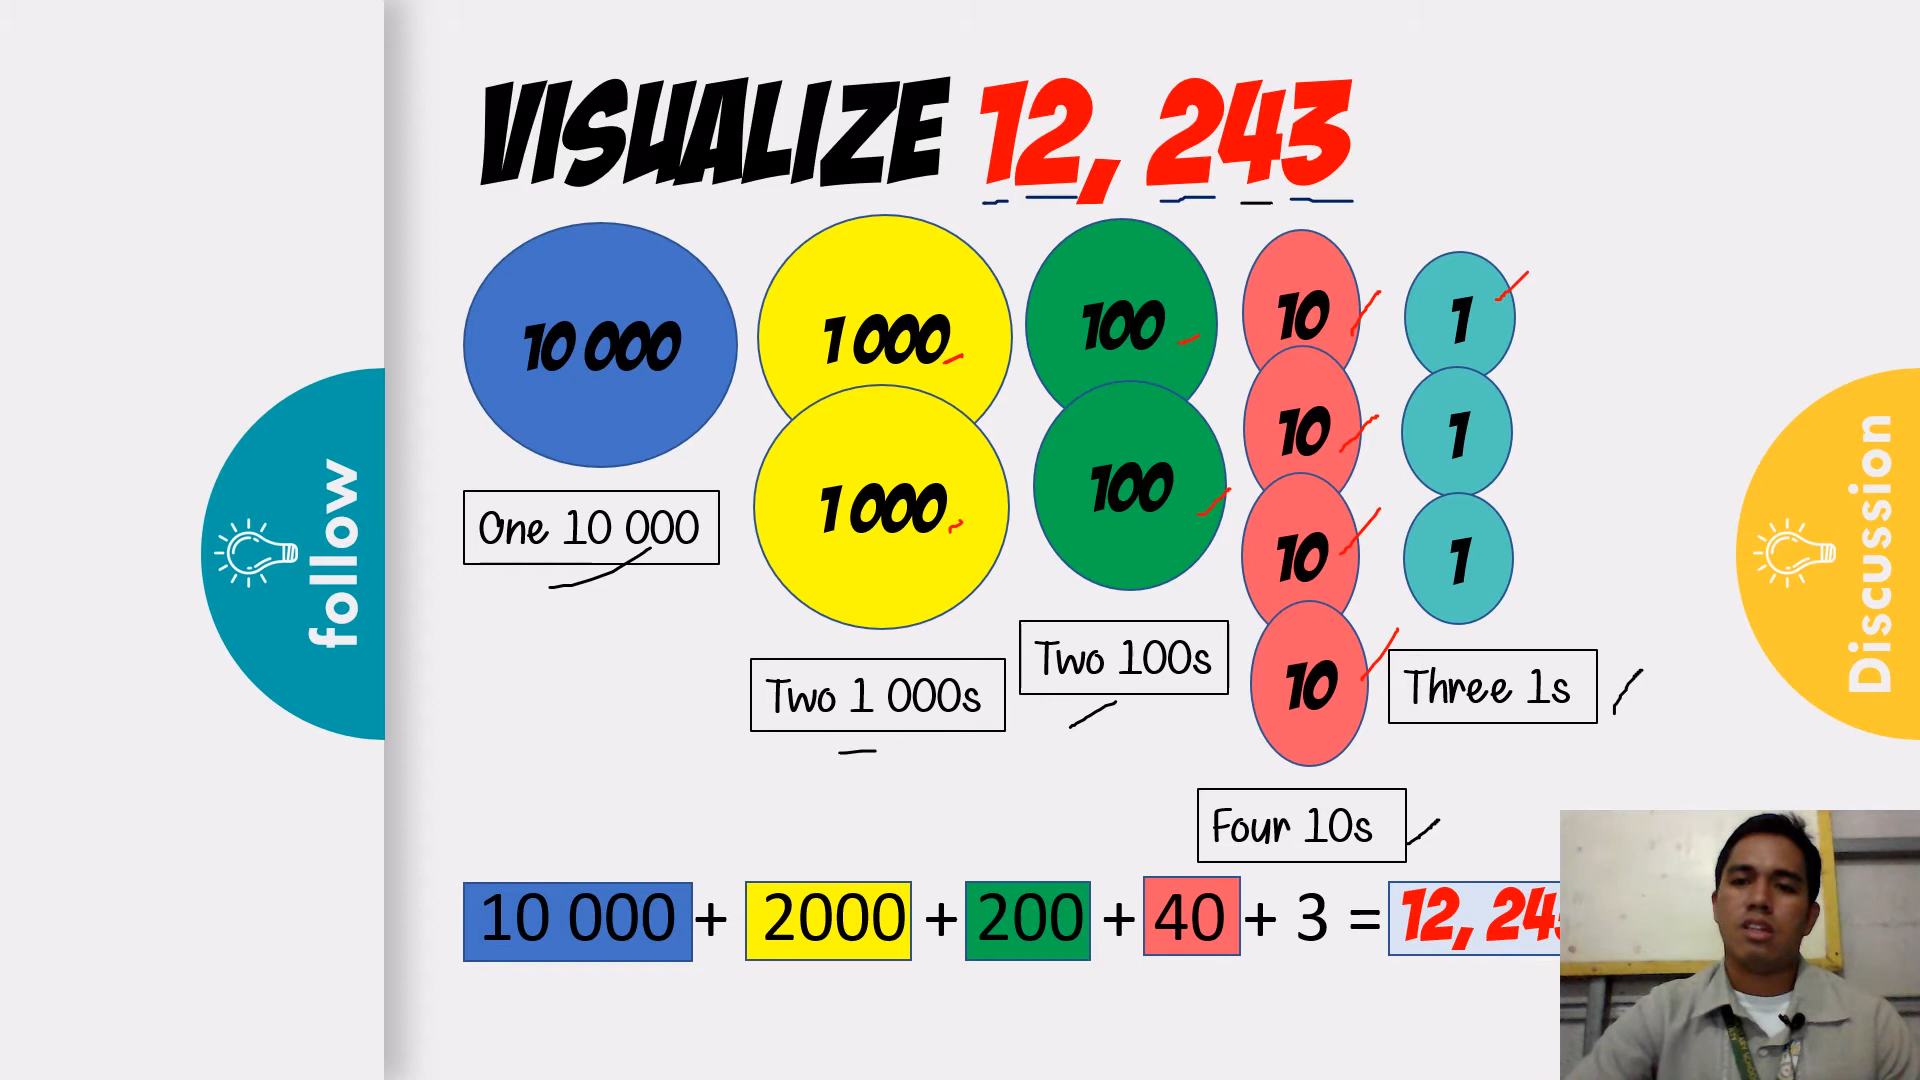 VISUALIZE 12, 243
10 000
1 000
100
10
1
10
1
1 000
100
10
1
10
One 10 000
Two 1 000s
Two 100s
Three 1s
Four 10s
10 000 + 2000 + 200 + 40 + 3 = 12, 24
follow
Discussion